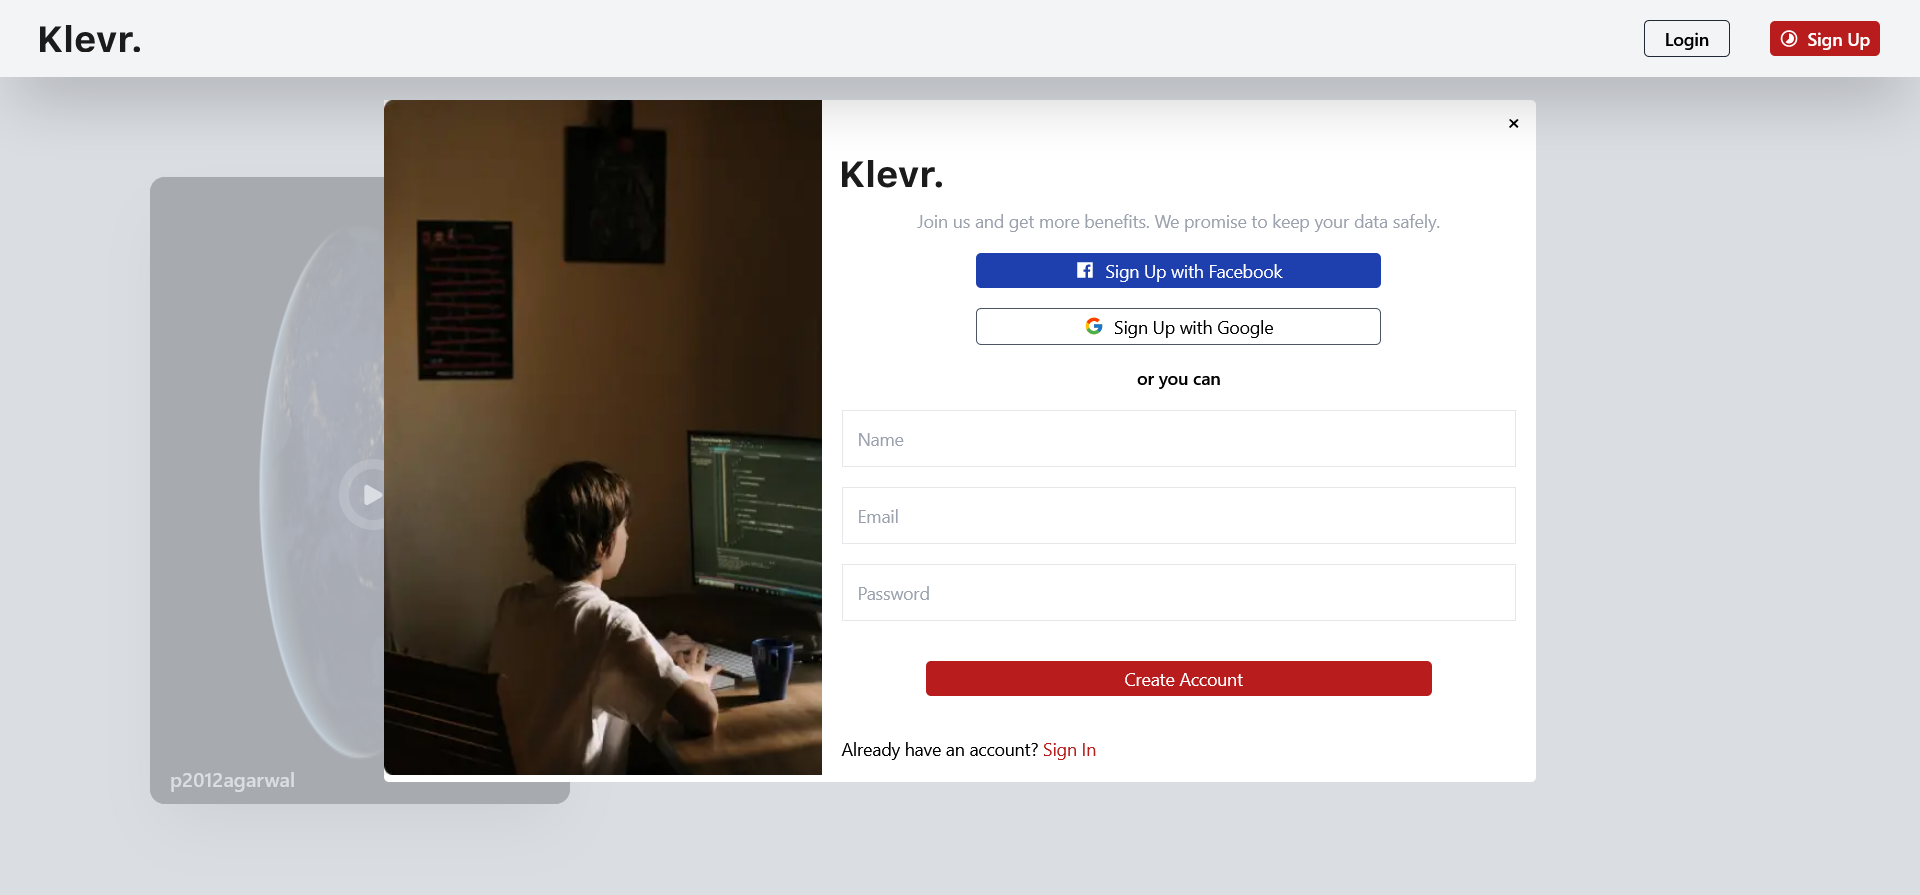 Klevr.
Login
Sign Up
×
Klevr.
Join us and get more benefits. We promise to keep your data safely.
Sign Up with Facebook
Sign Up with Google
or you can
Name
Email
Password
Create Account
Already have an account? Sign In
p2012agarwal